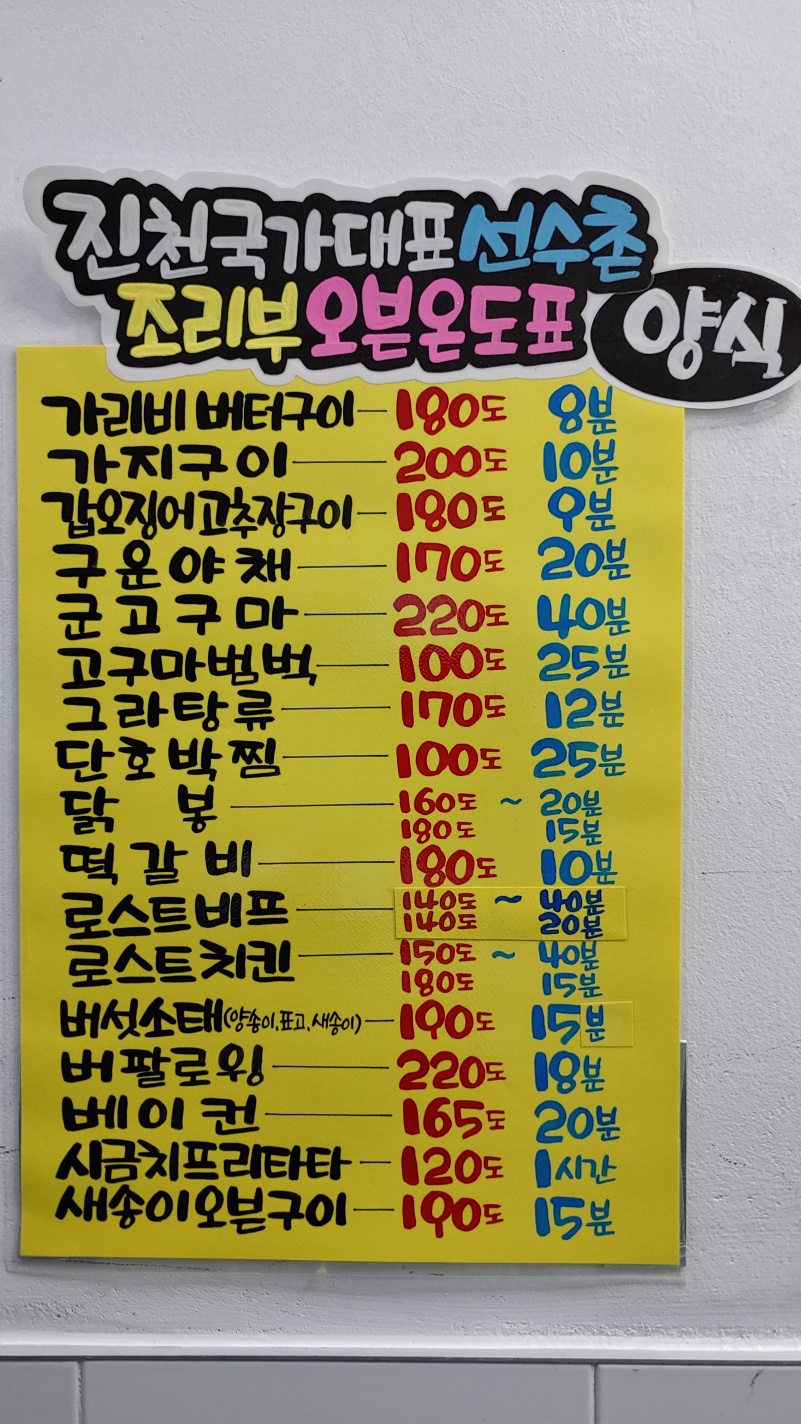 진천국가대표선수촌
조리부오븐온도표 양식
가리비 버터구이 180도 8분
가지구이 200도 10분
갑오징어고추장구이 180도 9분
구운야채 170도 20분
군고구마 220도 40분
고구마범벅 100도 25분
그라탕류 170도 12분
단호박찜 100도 25분
닭봉 160도 ~ 20분
180도 15분
떡갈비 180도 10분
로스트비프 140도 ~ 40분
140도 20분
로스트치킨 150도 ~ 40분
180도 15분
버섯소태(양송이,표고,새송이) 190도 15분
버팔로윙 220도 18분
베이컨 165도 20분
시금치프리타타 120도 1시간
새송이오븐구이 190도 15분